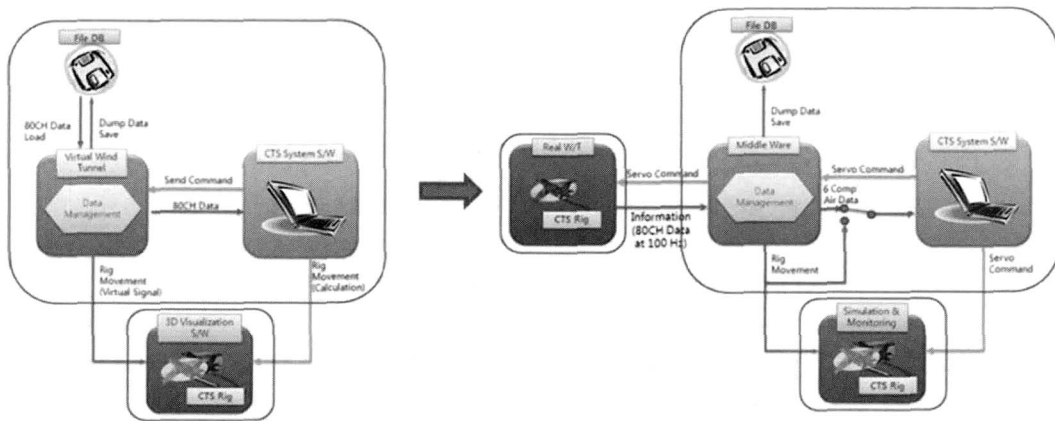 File DB
80CH Data
Load
Dump Data
Save
Virtual Wind
Tunnel
Data
Management
Send Command
80CH Data
CTS System S/W
Rig
Movement
(Virtual Signal)
Rig
Movement
(Calculation)
3D Visualization
S/W
CTS Rig
File DB
Dump Data
Save
Real W/T
CTS Rig
Servo Command
Information
(80CH Data
at 100 Hz)
Middle Ware
Data
Management
Servo Command
6 Comp
Air Data
CTS System S/W
Rig
Movement
Servo
Command
Simulation &
Monitoring
CTS Rig